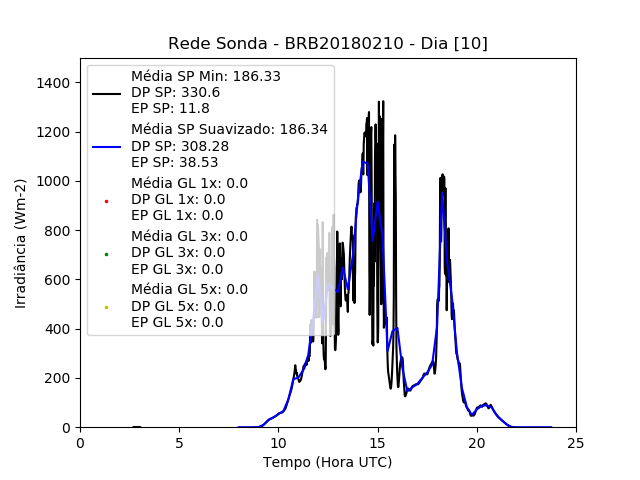 Rede Sonda - BRB20180210 - Dia [10]
Irradiância (Wm-2)
1400
1200
1000
800
600
400
200
0
Média SP Min: 186.33
DP SP: 330.6
EP SP: 11.8
Média SP Suavizado: 186.34
DP SP: 308.28
EP SP: 38.53
Média GL 1x: 0.0
DP GL 1x: 0.0
EP GL 1x: 0.0
Média GL 3x: 0.0
DP GL 3x: 0.0
EP GL 3x: 0.0
Média GL 5x: 0.0
DP GL 5x: 0.0
EP GL 5x: 0.0
0 5 10 15 20 25
Tempo (Hora UTC)